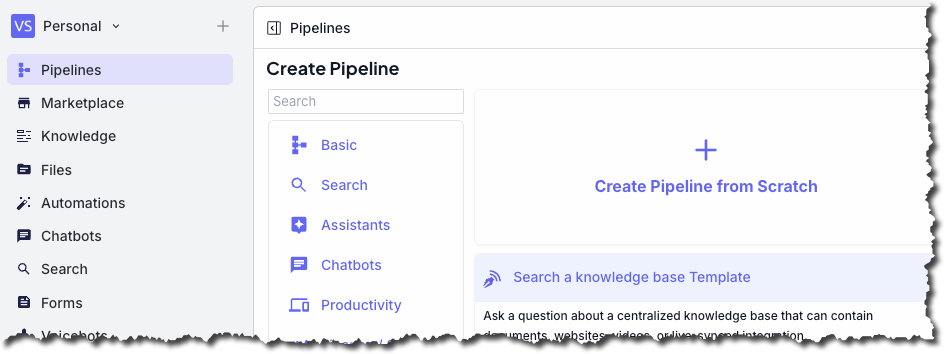 VS Personal
Pipelines
Marketplace
Knowledge
Files
Automations
Chatbots
Search
Forms
Voicebots
Pipelines
Create Pipeline
Search
Basic
Search
Assistants
Chatbots
Productivity
Create Pipeline from Scratch
Search a knowledge base Template
Ask a question about a centralized knowledge base that can contain
documents, websites, videos, or live-synced integration